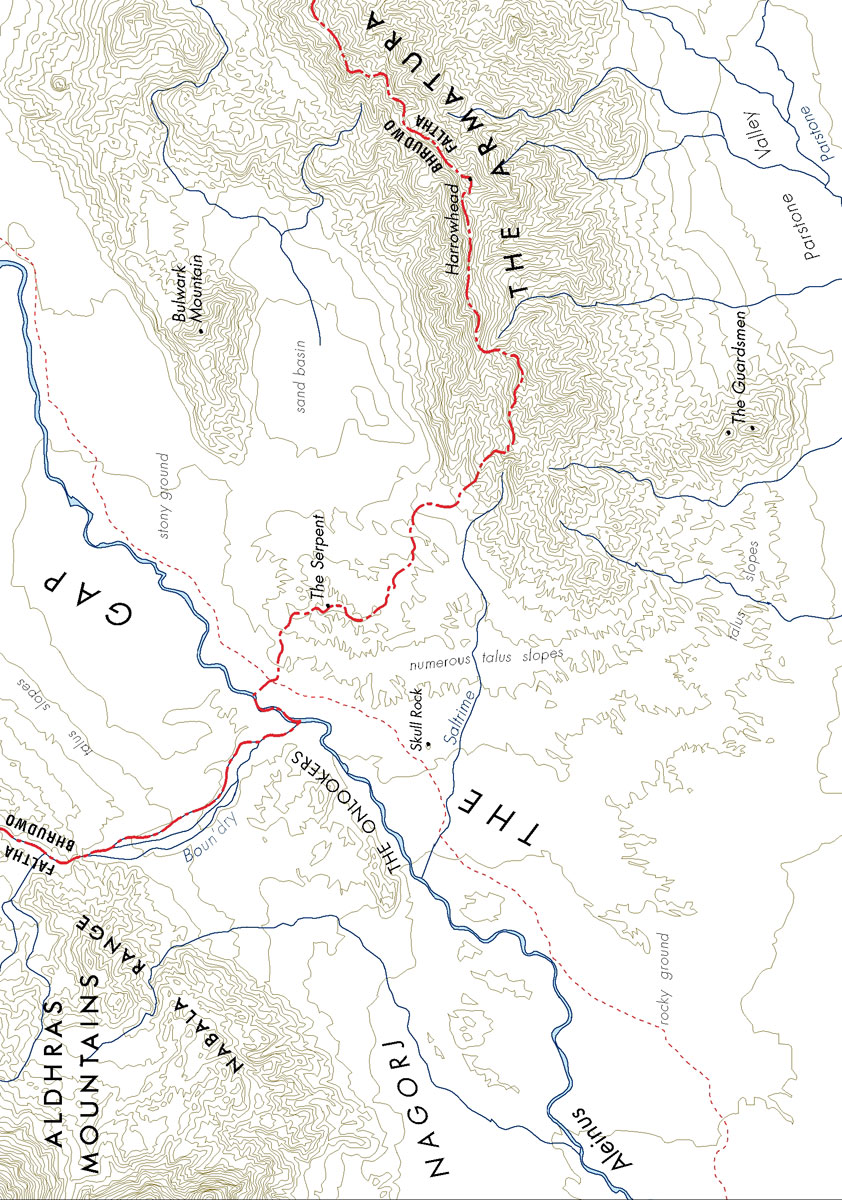 ALDHRAS
MOUNTAINS
NABALA
RANGE
NAGORJ
Aleinus
FALTHA
BHRUDWO
Boun'dry
talus
slopes
THE ONLOOKERS
THE
GAP
rocky ground
Skull Rock
Saltrime
numerous talus slopes
The Serpent
stony ground
sand basin
Bulwark
Mountain
talus
slopes
The Guardsmen
Harrowhead
THE ARMATURA
BHRUDWO
FALTHA
Parstone
Valley
Parstone